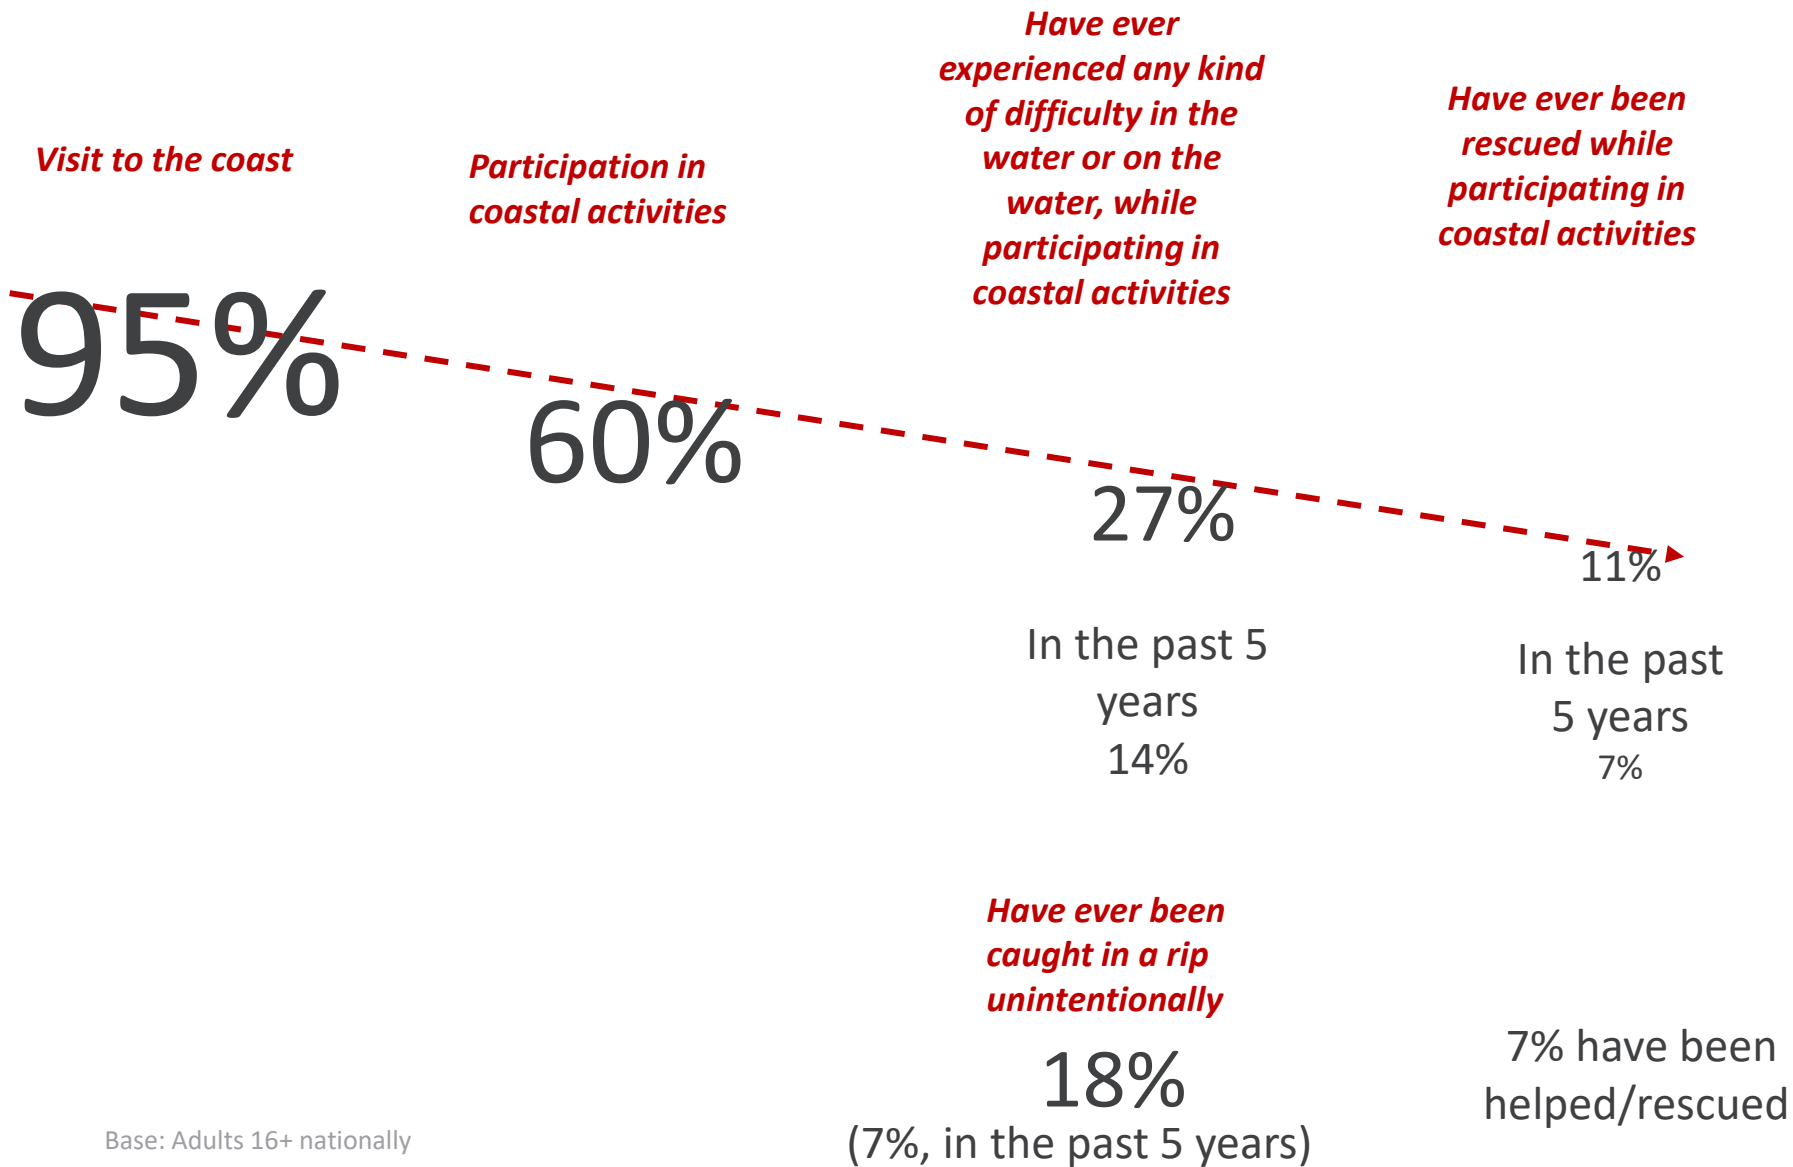 Visit to the coast
95%
Participation in
coastal activities
60%
Have ever
experienced any kind
of difficulty in the
water or on the
water, while
participating in
coastal activities
27%
In the past 5
years
14%
Have ever been
rescued while
participating in
coastal activities
11%
In the past
5 years
7%
Have ever been
caught in a rip
unintentionally
18%
(7%, in the past 5 years)
7% have been
helped/rescued
Base: Adults 16+ nationally